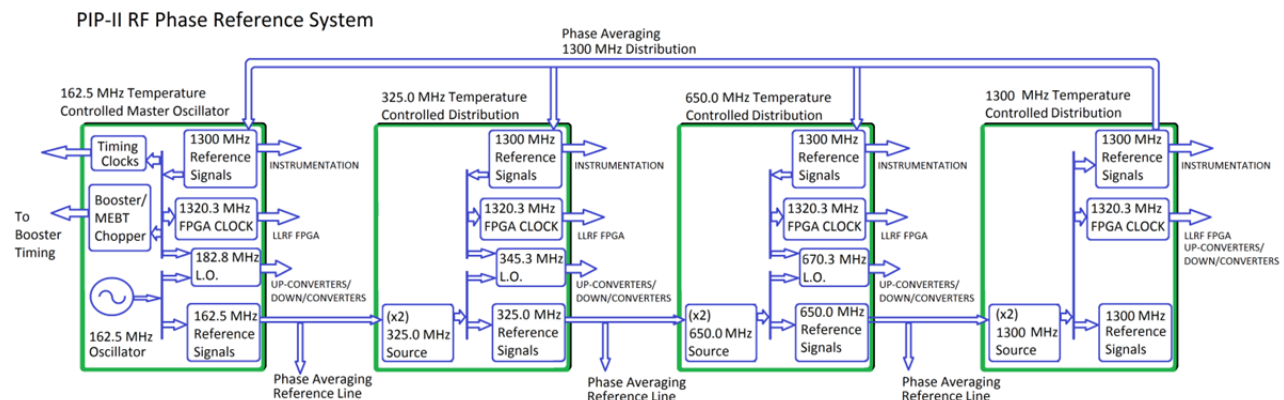 PIP-II RF Phase Reference System
Phase Averaging
1300 MHz Distribution
162.5 MHz Temperature
Controlled Master Oscillator
Timing
Clocks
1300 MHz
Reference
Signals
INSTRUMENTATION
Booster/
MEBT
Chopper
To
Booster
Timing
1320.3 MHz
FPGA CLOCK
LLRF FPGA
182.8 MHz
L.O.
UP-CONVERTERS/
DOWN/CONVERTERS
162.5 MHz
Oscillator
162.5 MHz
Reference
Signals
Phase Averaging
Reference Line
325.0 MHz Temperature
Controlled Distribution
1300 MHz
Reference
Signals
INSTRUMENTATION
1320.3 MHz
FPGA CLOCK
LLRF FPGA
345.3 MHz
L.O.
UP-CONVERTERS/
DOWN/CONVERTERS
(x2)
325.0 MHz
Source
325.0 MHz
Reference
Signals
Phase Averaging
Reference Line
650.0 MHz Temperature
Controlled Distribution
1300 MHz
Reference
Signals
INSTRUMENTATION
1320.3 MHz
FPGA CLOCK
LLRF FPGA
670.3 MHz
L.O.
UP-CONVERTERS/
DOWN/CONVERTERS
(x2)
650.0 MHz
Source
650.0 MHz
Reference
Signals
Phase Averaging
Reference Line
1300 MHz Temperature
Controlled Distribution
1300 MHz
Reference
Signals
INSTRUMENTATION
1320.3 MHz
FPGA CLOCK
LLRF FPGA
UP-CONVERTERS/
DOWN/CONVERTERS
(x2)
1300 MHz
Source
1300 MHz
Reference
Signals